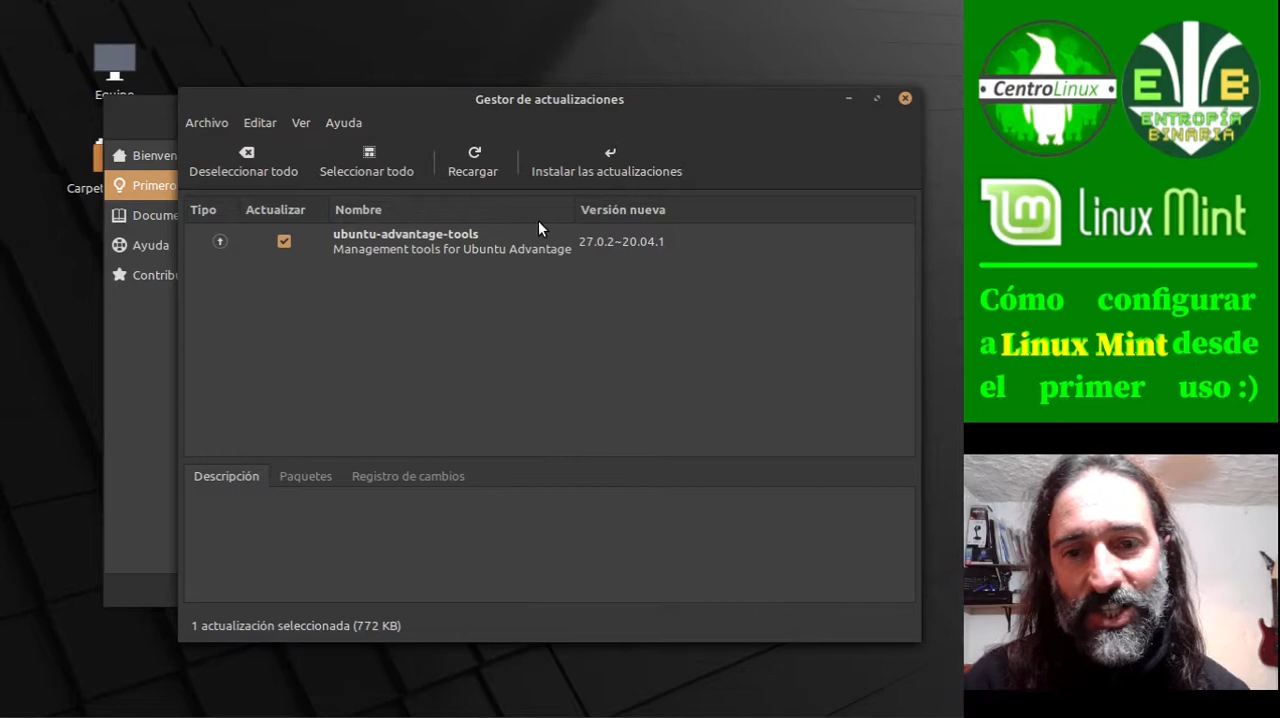 Equipo
Carpet
Bienven
Primero
Docume
Ayuda
Contribu
Gestor de actualizaciones
Archivo Editar Ver Ayuda
Deseleccionar todo Seleccionar todo Recargar Instalar las actualizaciones
Tipo Actualizar Nombre Versión nueva
ubuntu-advantage-tools
Management tools for Ubuntu Advantage 27.0.2~20.04.1
Descripción Paquetes Registro de cambios
1 actualización seleccionada (772 KB)
CentroLinux
E B
ENTROPÍA
BINARIA
Linux Mint
Cómo configurar
a Linux Mint desde
el primer uso :)